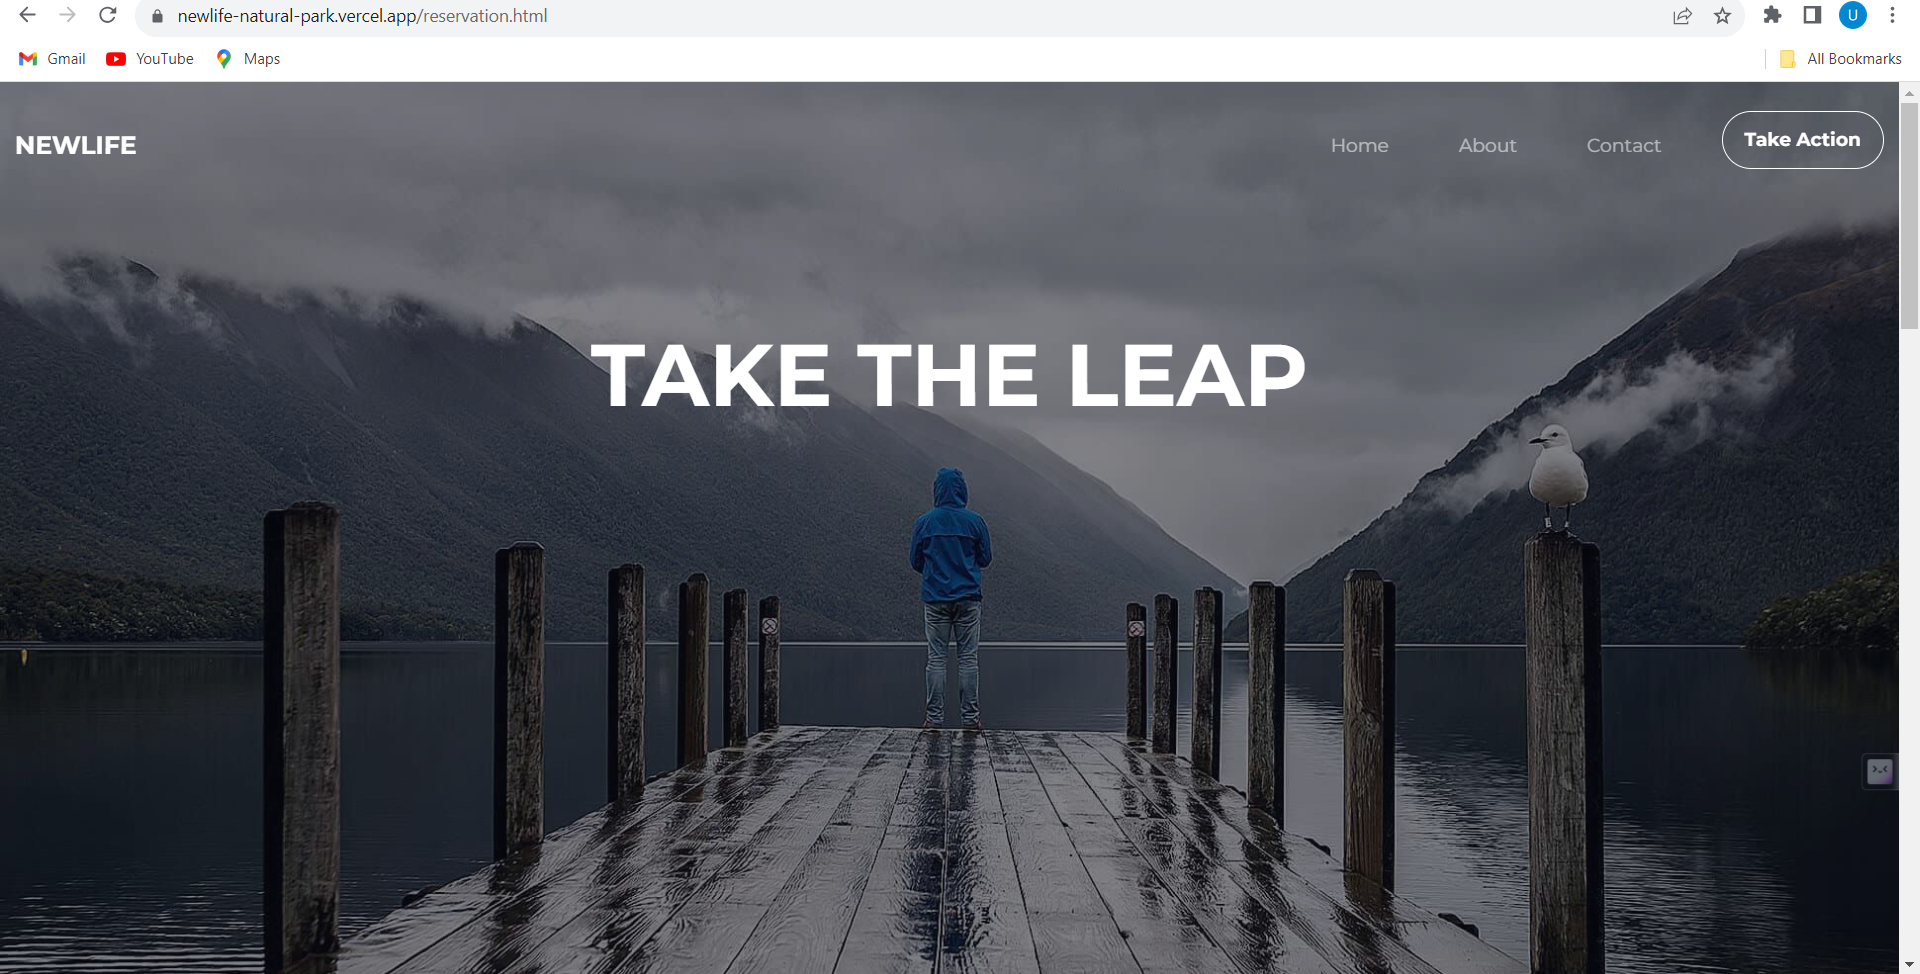 newlife-natural-park.vercel.app/reservation.html
U
Gmail
YouTube
Maps
All Bookmarks
NEWLIFE
Home
About
Contact
Take Action
TAKE THE LEAP